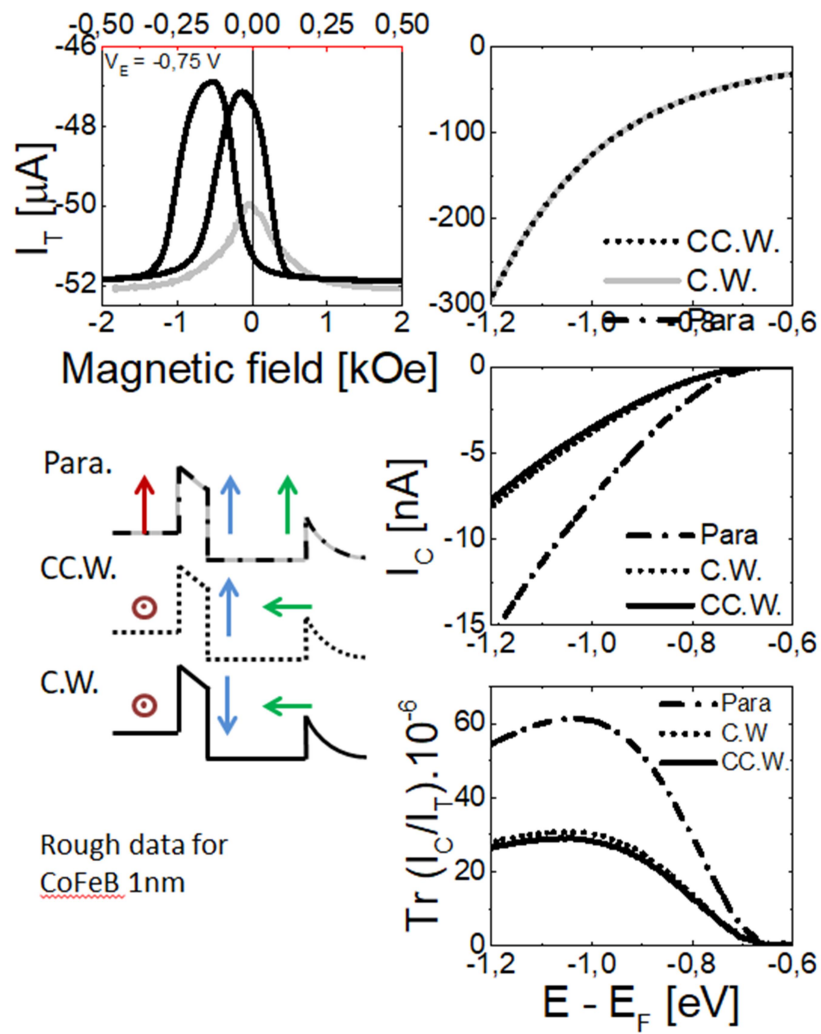 -0,50 -0,25 0,00 0,25 0,50
-46
V_E = -0,75 V
-48
-50
-52
I_T [µA]
-2 -1 0 1 2
Magnetic field [kOe]
0
-100
-200
-300
CC.W.
C.W.
Para
-1,2 -1,0 -0,8 -0,6
0
-5
-10
-15
I_C [nA]
Para
C.W.
CC.W.
-1,2 -1,0 -0,8 -0,6
Para.
CC.W.
C.W.
Rough data for
CoFeB 1nm
60
40
20
0
Tr (I_C/I_T).10^-6
Para
C.W
CC.W.
-1,2 -1,0 -0,8 -0,6
E - E_F [eV]